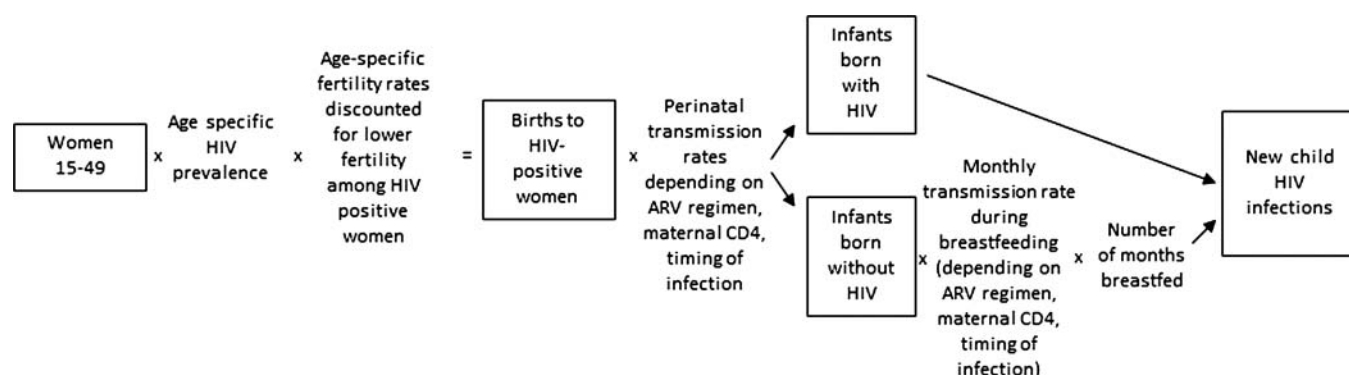 Women
15-49
x
Age specific
HIV
prevalence
x
Age-specific
fertility rates
discounted
for lower
fertility
among HIV
positive
women
=
Births to
HIV-
positive
women
x
Perinatal
transmission
rates
depending on
ARV regimen,
maternal CD4,
timing of
infection
Infants
born
with
HIV
Infants
born
without
HIV
x
Monthly
transmission rate
during
breastfeeding
(depending on
ARV regimen,
maternal CD4,
timing of
infection)
x
Number
of months
breastfed
New child
HIV
infections